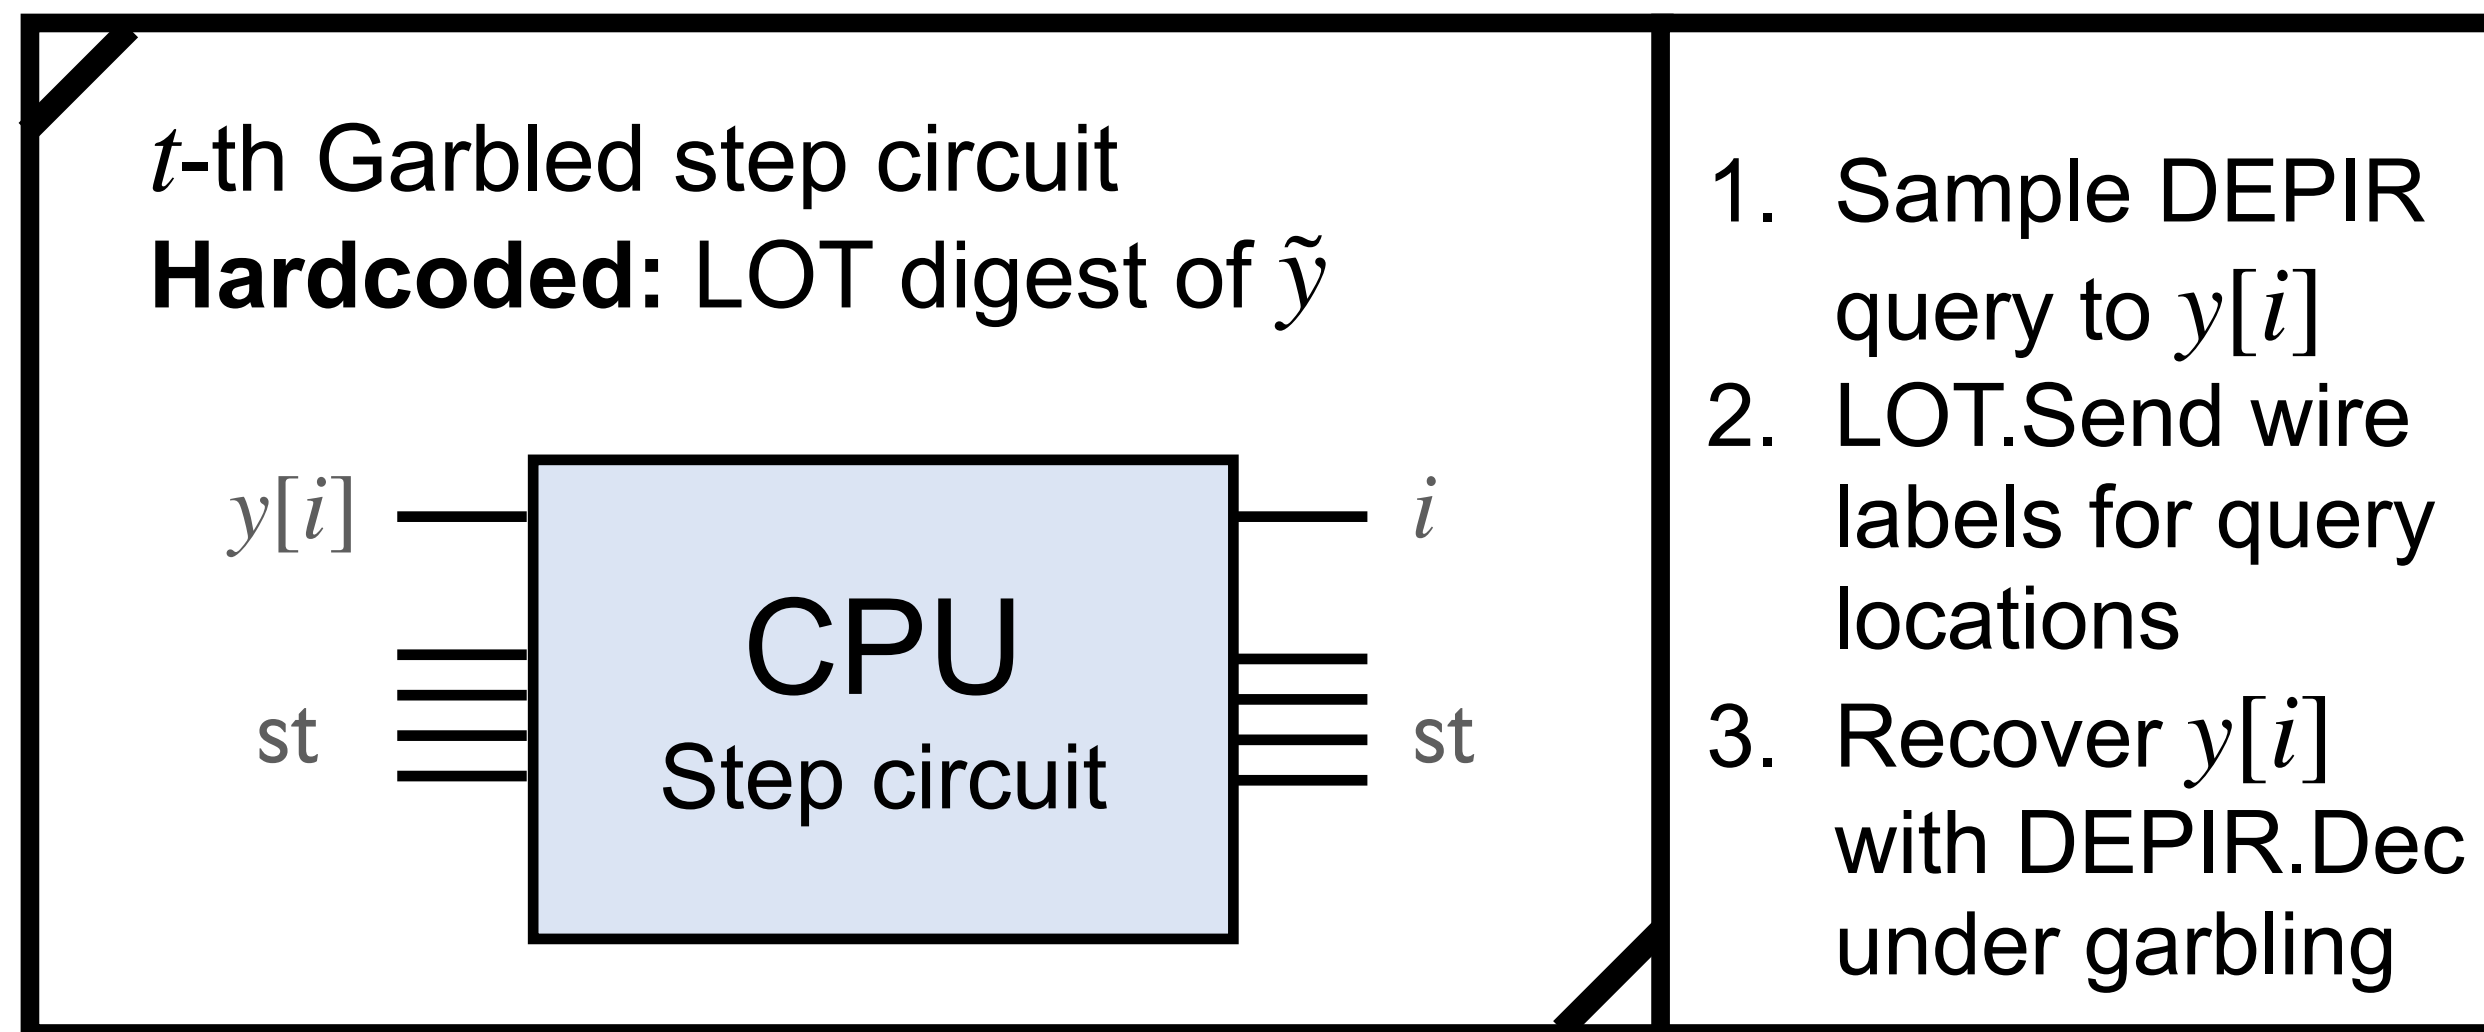 t-th Garbled step circuit
Hardcoded: LOT digest of ỹ
y[i]
i
CPU
Step circuit
st
st
1. Sample DEPIR
query to y[i]
2. LOT.Send wire
labels for query
locations
3. Recover y[i]
with DEPIR.Dec
under garbling